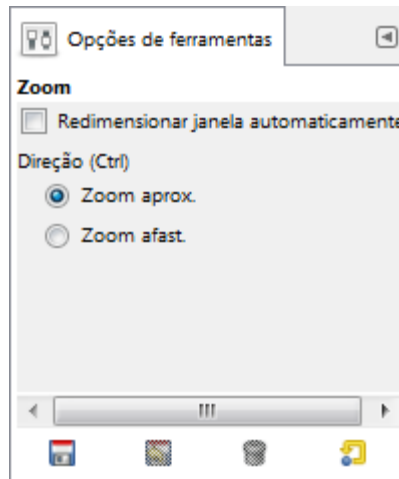 Opções de ferramentas
Zoom
Redimensionar janela automaticamente
Direção (Ctrl)
Zoom aprox.
Zoom afast.